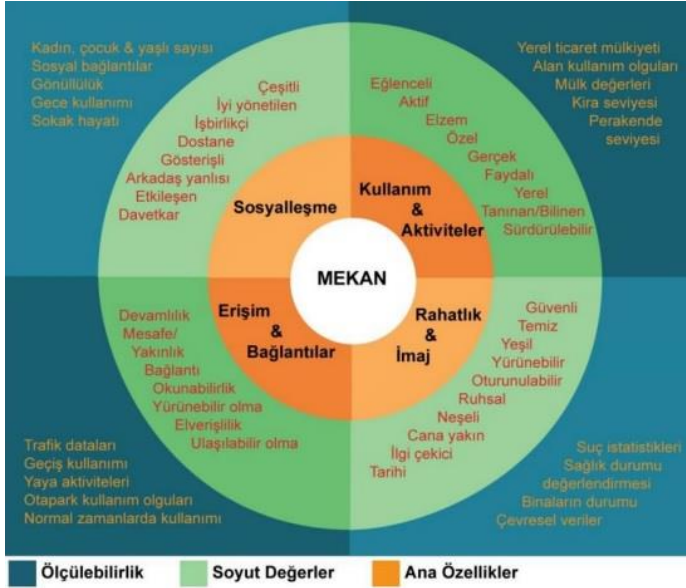 Kadın, çocuk & yaşlı sayısı
Sosyal bağlantılar
Gönüllülük
Gece kullanımı
Sokak hayatı
Çeşitli
İyi yönetilen
İşbirlikçi
Dostane
Gösterişli
Arkadaş yanlısı
Etkileşen
Davetkar
Sosyalleşme
Eğlenceli
Aktif
Elzem
Özel
Gerçek
Faydalı
Yerel
Tanınan/Bilinen
Sürdürülebilir
Kullanım
&
Aktiviteler
Yerel ticaret mülkiyeti
Alan kullanım olguları
Mülk değerleri
Kira seviyesi
Perakende
seviyesi
MEKAN
Devamlılık
Mesafe/
Yakınlık
Bağlantı
Okunabilirlik
Yürünebilir olma
Elverişlilik
Ulaşılabilir olma
Erişim
&
Bağlantılar
Trafik dataları
Geçiş kullanımı
Yaya aktiviteleri
Otapark kullanım olguları
Normal zamanlarda kullanımı
Rahatlık
&
İmaj
Güvenli
Temiz
Yeşil
Yürünebilir
Oturunulabilir
Ruhsal
Neşeli
Cana yakın
İlgi çekici
Tarihi
Suç istatistikleri
Sağlık durumu
değerlendirmesi
Binaların durumu
Çevresel veriler
Ölçülebilirlik
Soyut Değerler
Ana Özellikler